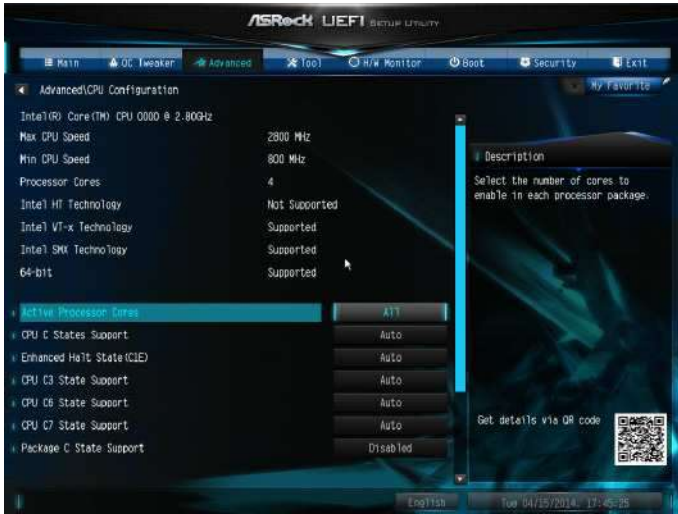 ASRock UEFI SETUP UTILITY
Main OC Tweaker Advanced Tool H/W Monitor Boot Security Exit
Advanced\CPU Configuration
My Favorite
Intel(R) Core(TM) CPU 0000 @ 2.80GHz
Max CPU Speed 2800 MHz
Min CPU Speed 800 MHz
Processor Cores 4
Intel HT Technology Not Supported
Intel VT-x Technology Supported
Intel SMX Technology Supported
64-bit Supported
Active Processor Cores All
CPU C States Support Auto
Enhanced Halt State(C1E) Auto
CPU C3 State Support Auto
CPU C6 State Support Auto
CPU C7 State Support Auto
Package C State Support Disabled
Description
Select the number of cores to
enable in each processor package.
Get details via QR code
English
Tue 04/15/2014, 17:45:25